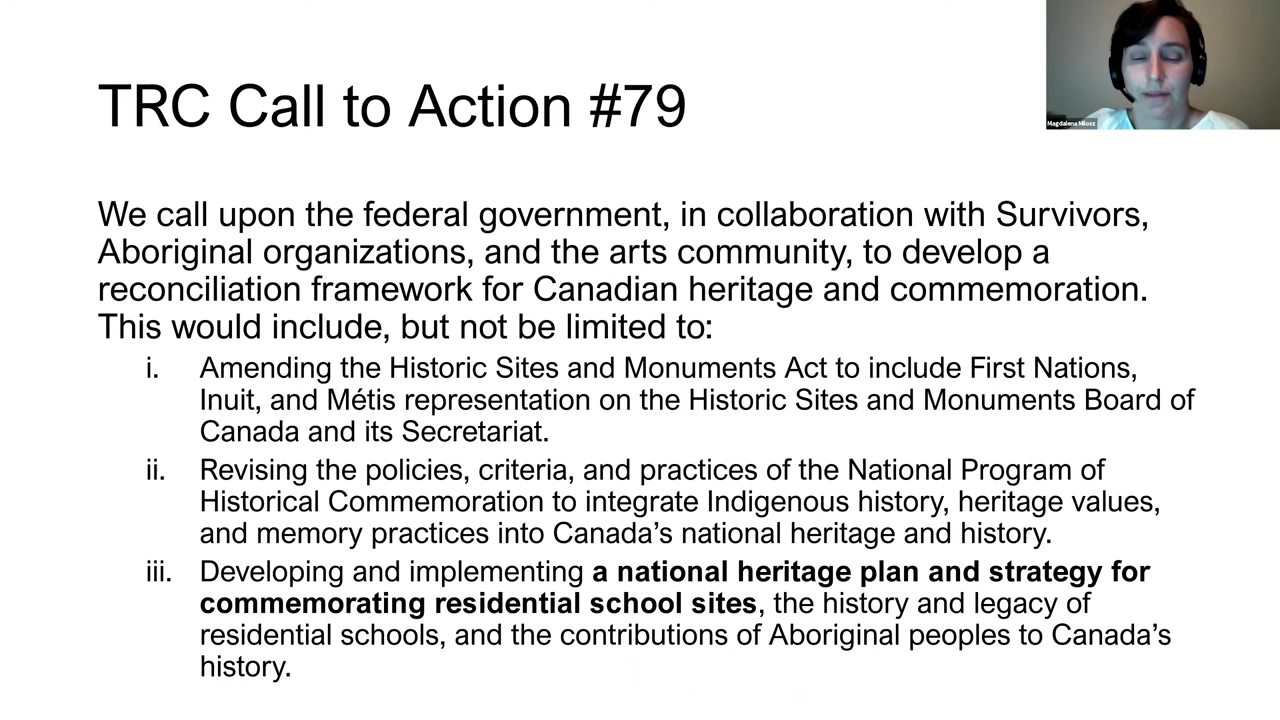 TRC Call to Action #79
Magdalena Milosz
We call upon the federal government, in collaboration with Survivors,
Aboriginal organizations, and the arts community, to develop a
reconciliation framework for Canadian heritage and commemoration.
This would include, but not be limited to:
i. Amending the Historic Sites and Monuments Act to include First Nations,
Inuit, and Métis representation on the Historic Sites and Monuments Board of
Canada and its Secretariat.
ii. Revising the policies, criteria, and practices of the National Program of
Historical Commemoration to integrate Indigenous history, heritage values,
and memory practices into Canada’s national heritage and history.
iii. Developing and implementing a national heritage plan and strategy for
commemorating residential school sites, the history and legacy of
residential schools, and the contributions of Aboriginal peoples to Canada’s
history.